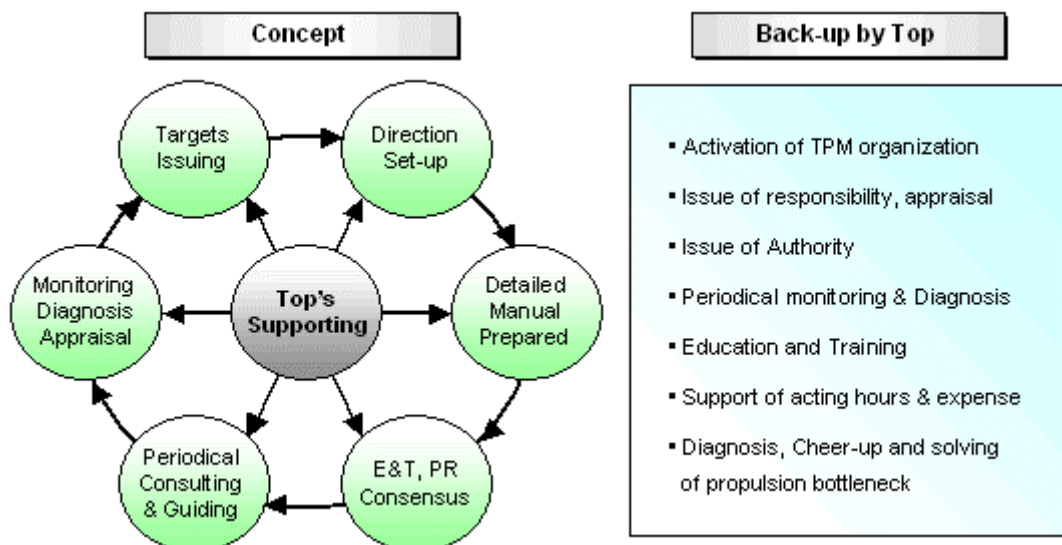 Concept
Back-up by Top
Targets
Issuing
Direction
Set-up
Monitoring
Diagnosis
Appraisal
Top's
Supporting
Detailed
Manual
Prepared
Periodical
Consulting
& Guiding
E&T, PR
Consensus
▪ Activation of TPM organization
▪ Issue of responsibility, appraisal
▪ Issue of Authority
▪ Periodical monitoring & Diagnosis
▪ Education and Training
▪ Support of acting hours & expense
▪ Diagnosis, Cheer-up and solving
of propulsion bottleneck